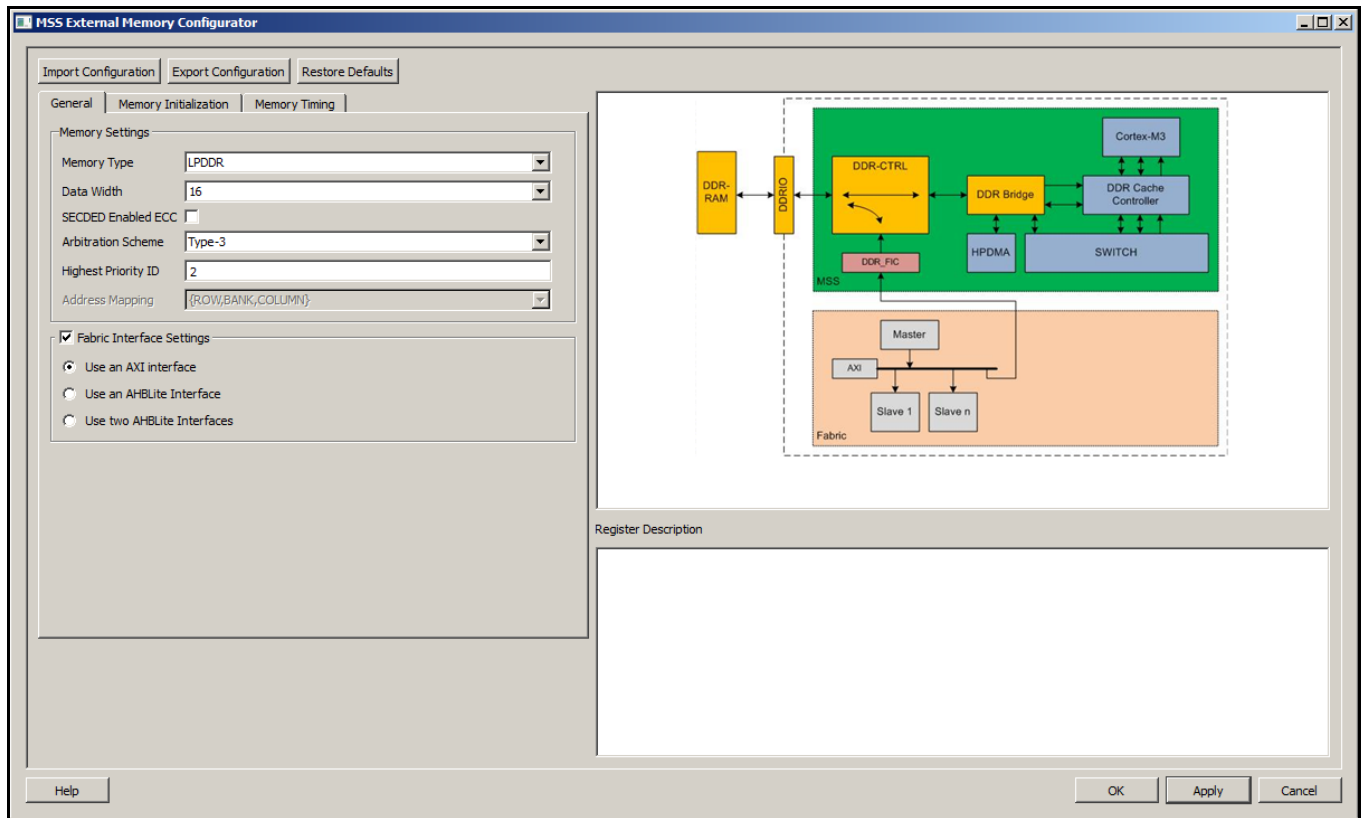 MSS External Memory Configurator
Import Configuration Export Configuration Restore Defaults
General Memory Initialization Memory Timing
Memory Settings
Memory Type LPDDR
Data Width 16
SECDED Enabled ECC
Arbitration Scheme Type-3
Highest Priority ID 2
Address Mapping {ROW,BANK,COLUMN}
Fabric Interface Settings
Use an AXI interface
Use an AHBLite Interface
Use two AHBLite Interfaces
Cortex-M3
DDR-CTRL
DDR-
RAM
DDRIO
DDR Bridge
DDR Cache
Controller
HPDMA
SWITCH
DDR_FIC
MSS
Master
AXI
Slave 1
Slave n
Fabric
Register Description
Help OK Apply Cancel